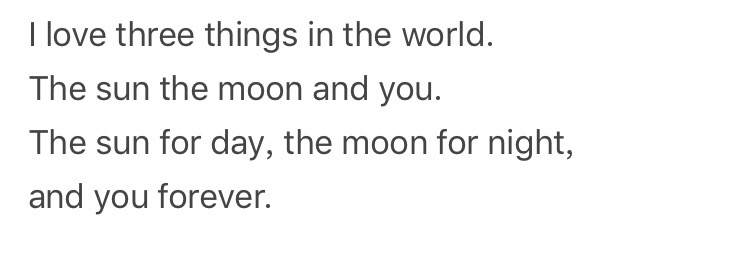 I love three things in the world.
The sun the moon and you.
The sun for day, the moon for night,
and you forever.